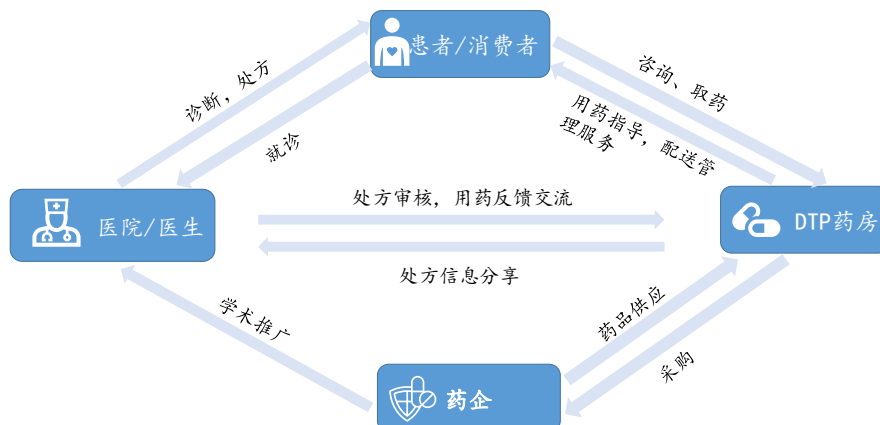 患者/消费者
诊断，处方
就诊
咨询、取药
用药指导，配送管
理服务
医院/医生
处方审核，用药反馈交流
处方信息分享
DTP药房
学术推广
药品供应
采购
药企